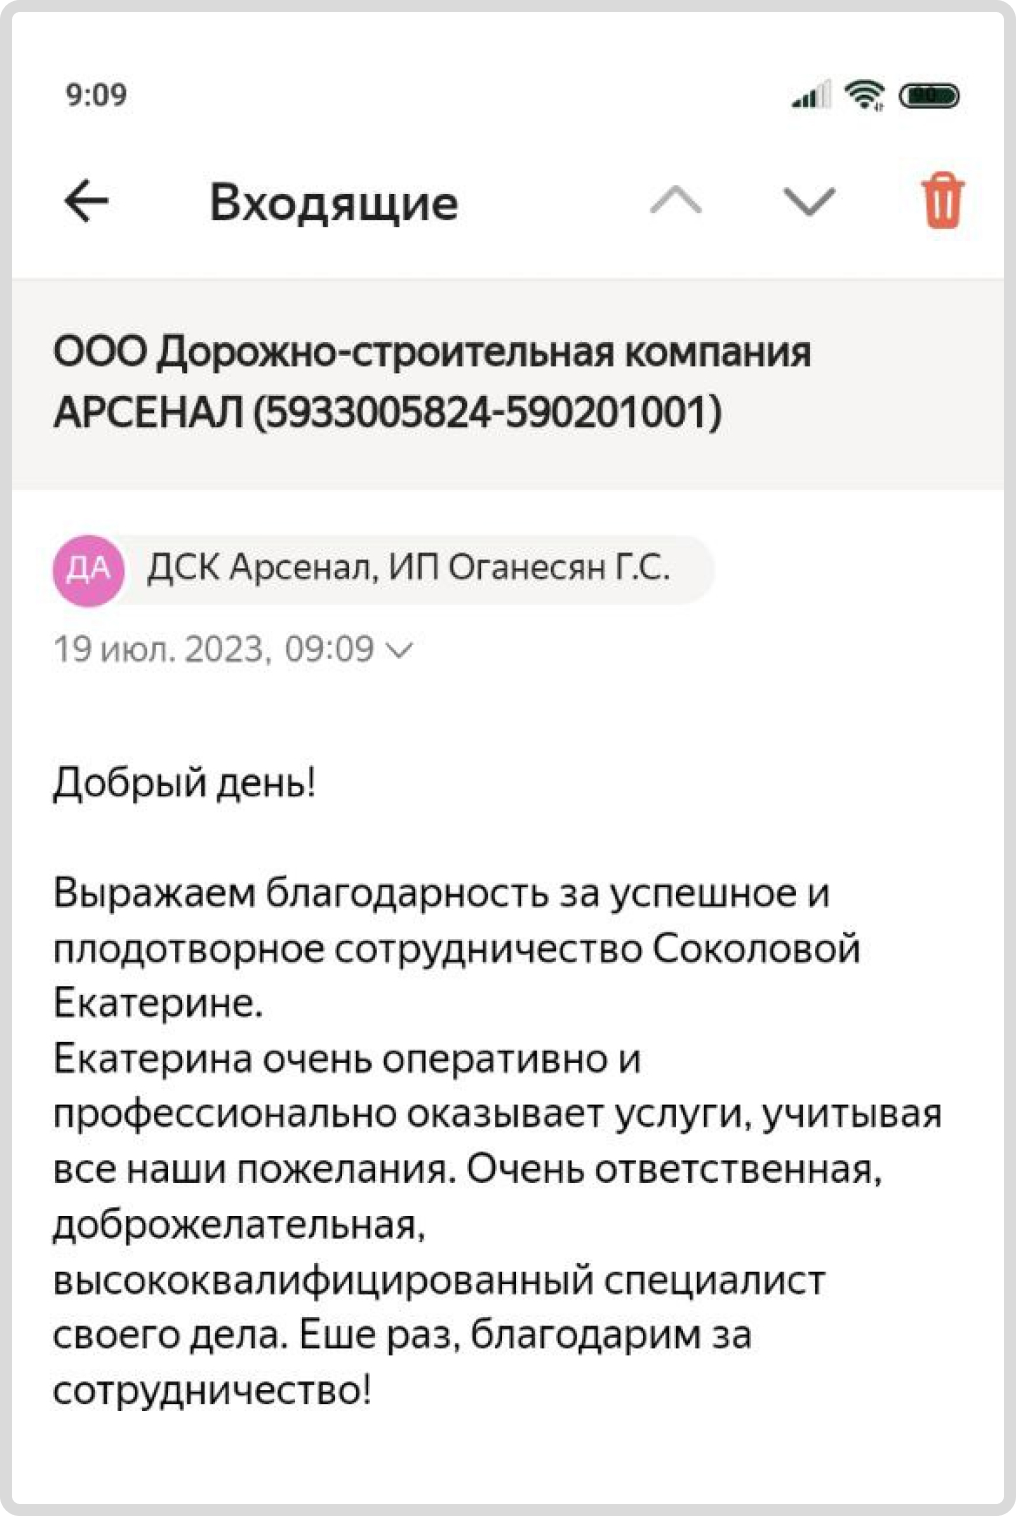 9:09
90
Входящие
ООО Дорожно-строительная компания
АРСЕНАЛ (5933005824-590201001)
ДА
ДСК Арсенал, ИП Оганесян Г.С.
19 июл. 2023, 09:09
Добрый день!
Выражаем благодарность за успешное и
плодотворное сотрудничество Соколовой
Екатерине.
Екатерина очень оперативно и
профессионально оказывает услуги, учитывая
все наши пожелания. Очень ответственная,
доброжелательная,
высококвалифицированный специалист
своего дела. Еше раз, благодарим за
сотрудничество!